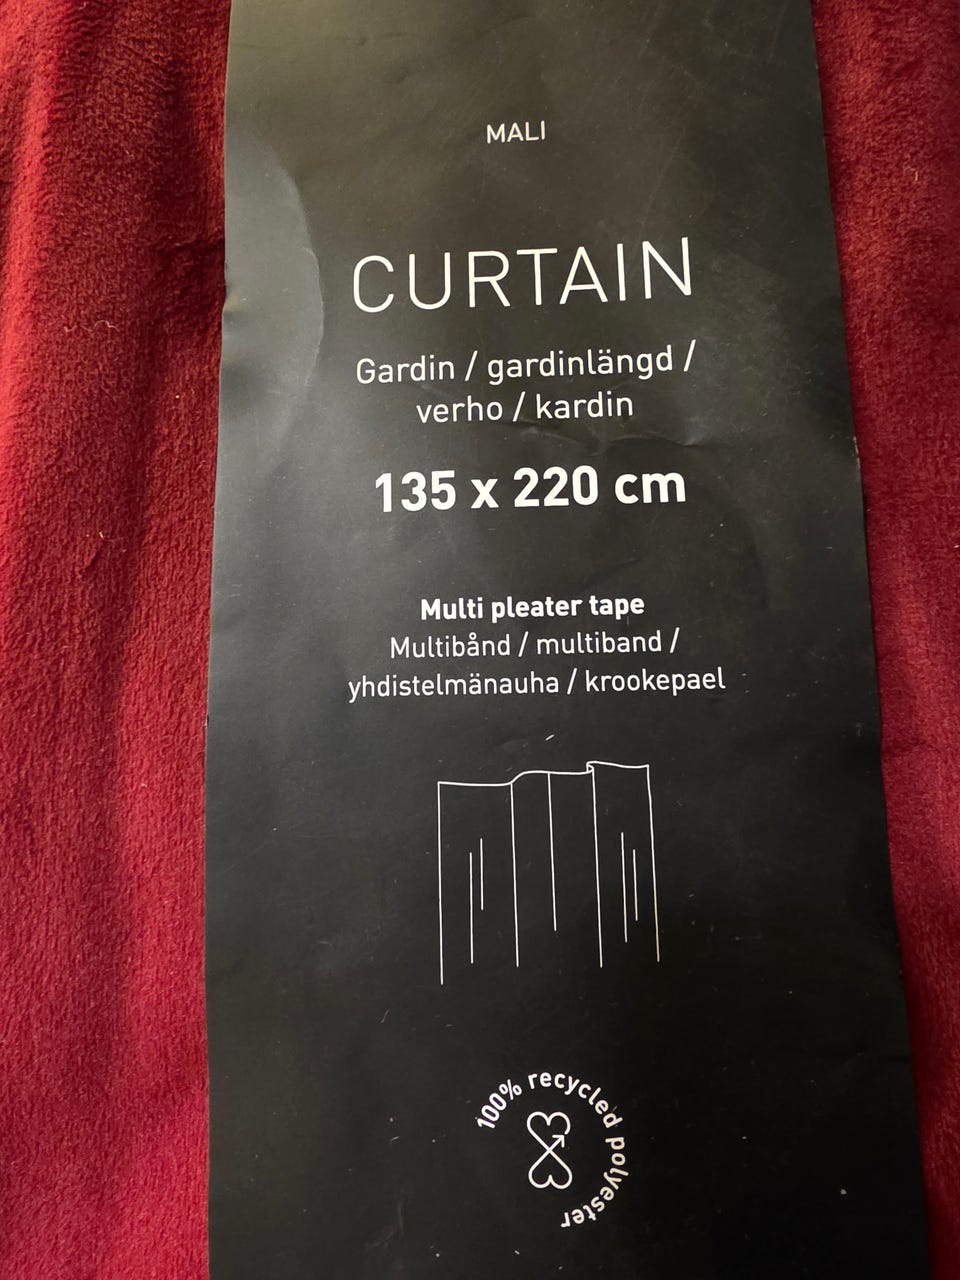 MALI
CURTAIN
Gardin / gardinlängd /
verho / kardin
135 x 220 cm
Multi pleater tape
Multibånd / multiband /
yhdistelmänauha / krookepael
100% recycled polyester